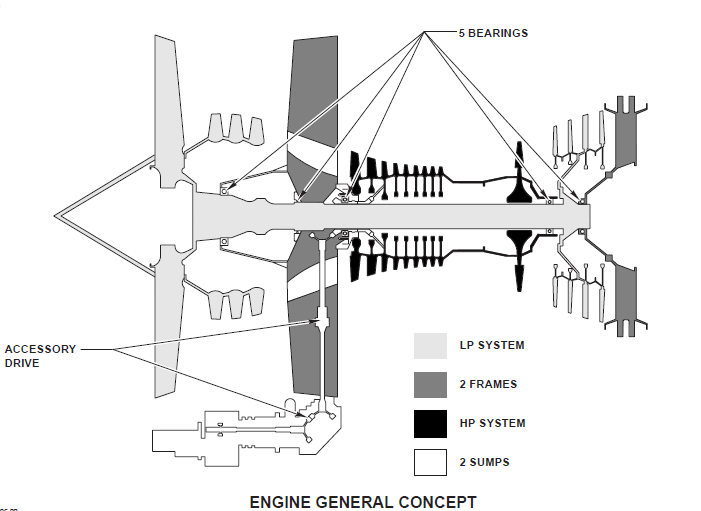 5 BEARINGS
ACCESSORY
DRIVE
LP SYSTEM
2 FRAMES
HP SYSTEM
2 SUMPS
ENGINE GENERAL CONCEPT